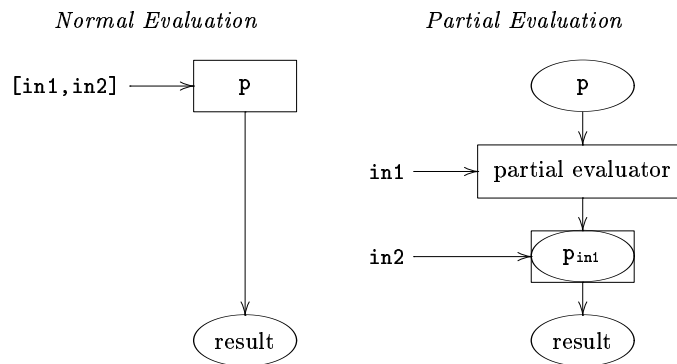 Normal Evaluation
Partial Evaluation
[in1,in2]
p
p
in1
partial evaluator
in2
pin1
result
result